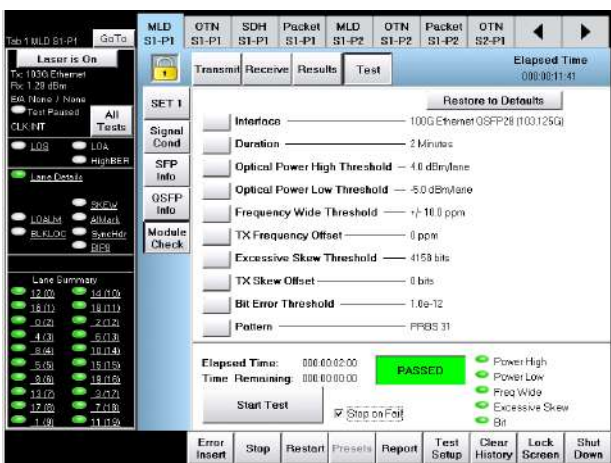 Tab 1 MLD S1-P1 GoTo
MLD S1-P1
OTN S1-P1
SDH S1-P1
Packet S1-P1
MLD S1-P2
OTN S1-P2
Packet S1-P2
OTN S2-P1
Laser is On
Tx: 103G Ethernet
Rx: 1.29 dBm
E/A None / None
Test Paused
CLK:INT
All Tests
LOS
LOA
HighBER
Lane Details
SKEW
LOALM
AlMark
BLKLOC
SyncHdr
BIP8
Lane Summary
12 (0) 14 (10)
16 (1) 18 (11)
0 (2) 2 (12)
4 (3) 6 (13)
8 (4) 10 (14)
5 (5) 15 (15)
9 (6) 19 (16)
13 (7) 3 (17)
17 (8) 7 (18)
1 (9) 11 (19)
SET 1
Signal Cond
SFP Info
QSFP Info
Module Check
Transmit Receive Results Test
Elapsed Time
000:00:11:41
Restore to Defaults
Interface 100G Ethernet QSFP28 (103.125G)
Duration 2 Minutes
Optical Power High Threshold 4.0 dBm/lane
Optical Power Low Threshold -5.0 dBm/lane
Frequency Wide Threshold +/- 10.0 ppm
TX Frequency Offset 0 ppm
Excessive Skew Threshold 4158 bits
TX Skew Offset 0 bits
Bit Error Threshold 1.0e-12
Pattern PRBS 31
Elapsed Time: 000:00:02:00
Time Remaining: 000:00:00:00
PASSED
Start Test
Stop on Fail
Power High
Power Low
Freq Wide
Excessive Skew
Bit
Error Insert
Stop
Restart
Presets
Report
Test Setup
Clear History
Lock Screen
Shut Down